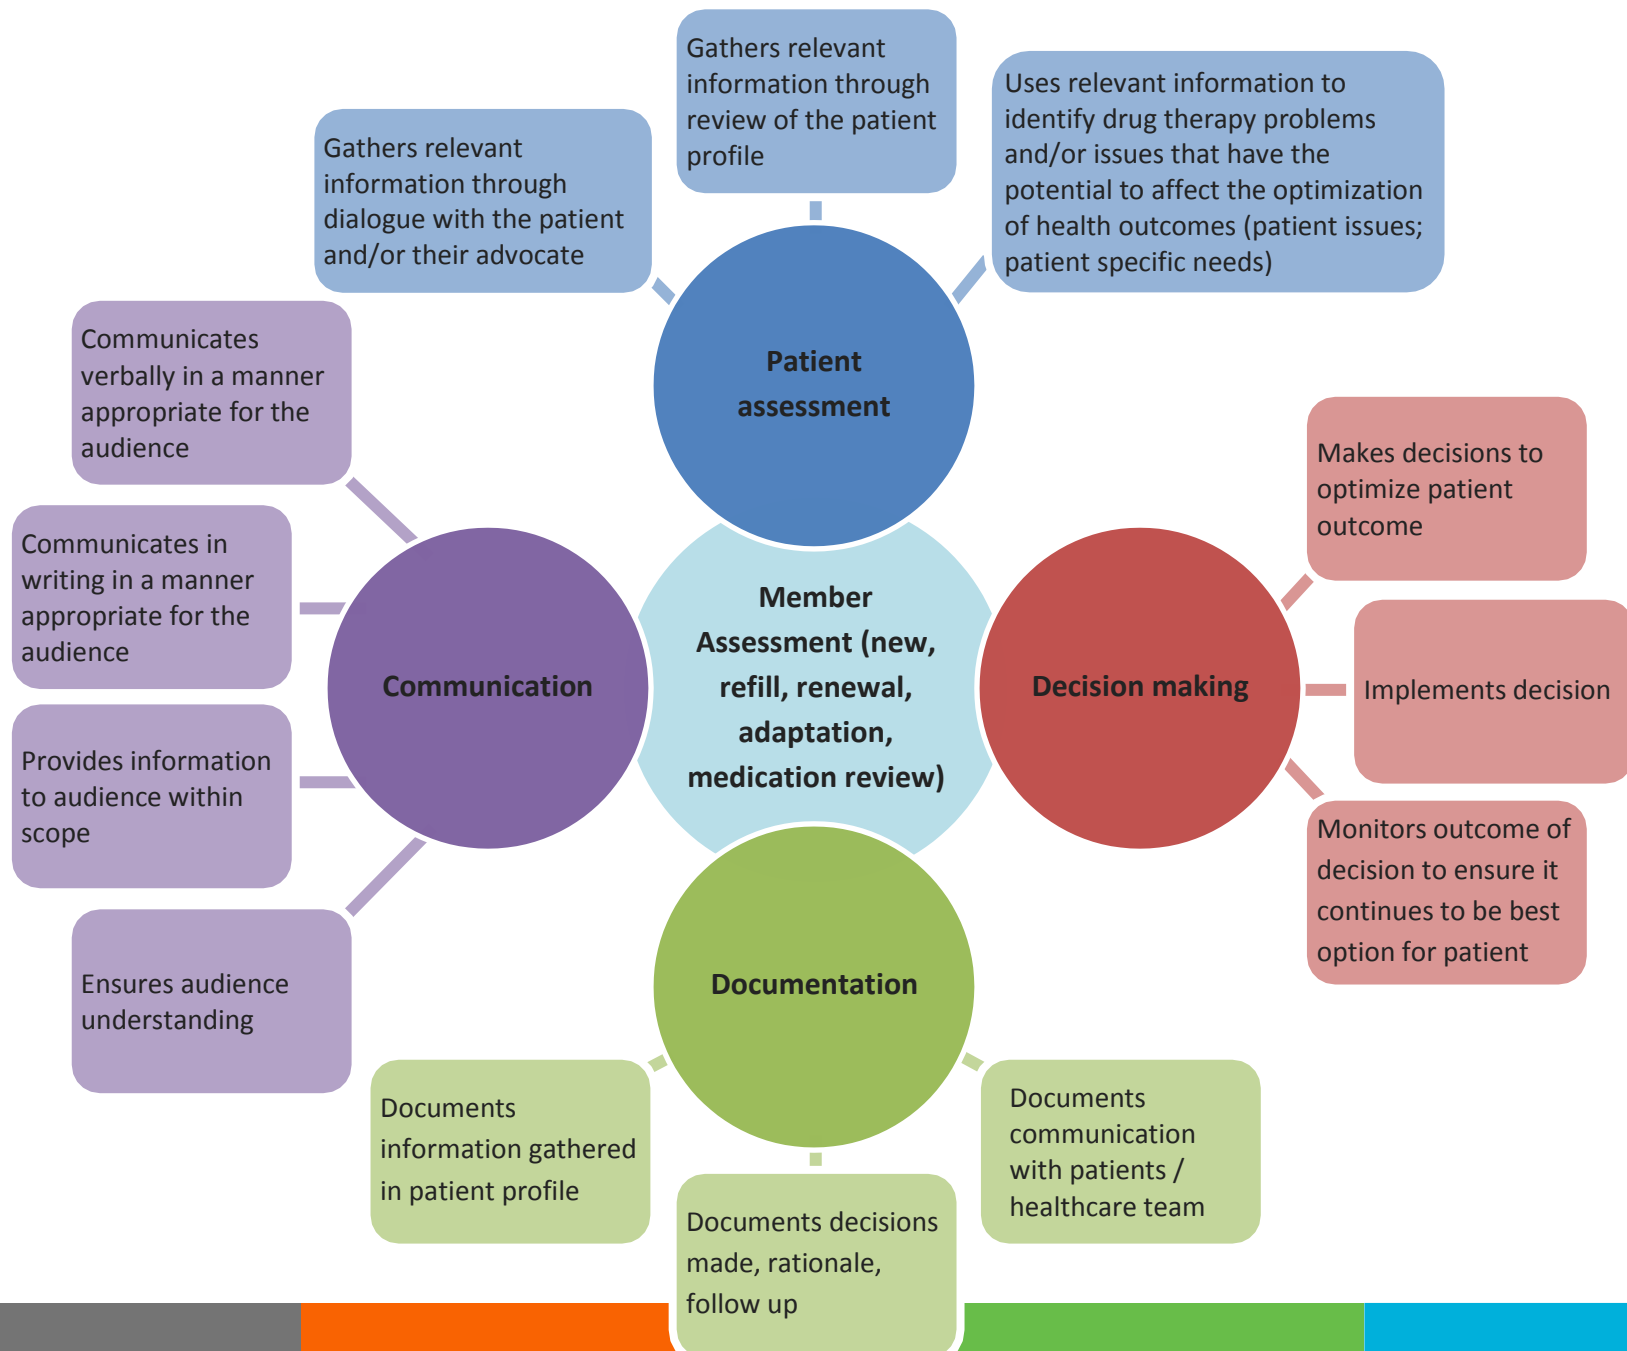 Gathers relevant
information through
review of the patient
profile
Uses relevant information to
identify drug therapy problems
and/or issues that have the
potential to affect the optimization
of health outcomes (patient issues;
patient specific needs)
Gathers relevant
information through
dialogue with the patient
and/or their advocate
Patient
assessment
Communicates
verbally in a manner
appropriate for the
audience
Communicates in
writing in a manner
appropriate for the
audience
Provides information
to audience within
scope
Ensures audience
understanding
Communication
Member
Assessment (new,
refill, renewal,
adaptation,
medication review)
Decision making
Makes decisions to
optimize patient
outcome
Implements decision
Monitors outcome of
decision to ensure it
continues to be best
option for patient
Documentation
Documents
information gathered
in patient profile
Documents decisions
made, rationale,
follow up
Documents
communication
with patients /
healthcare team